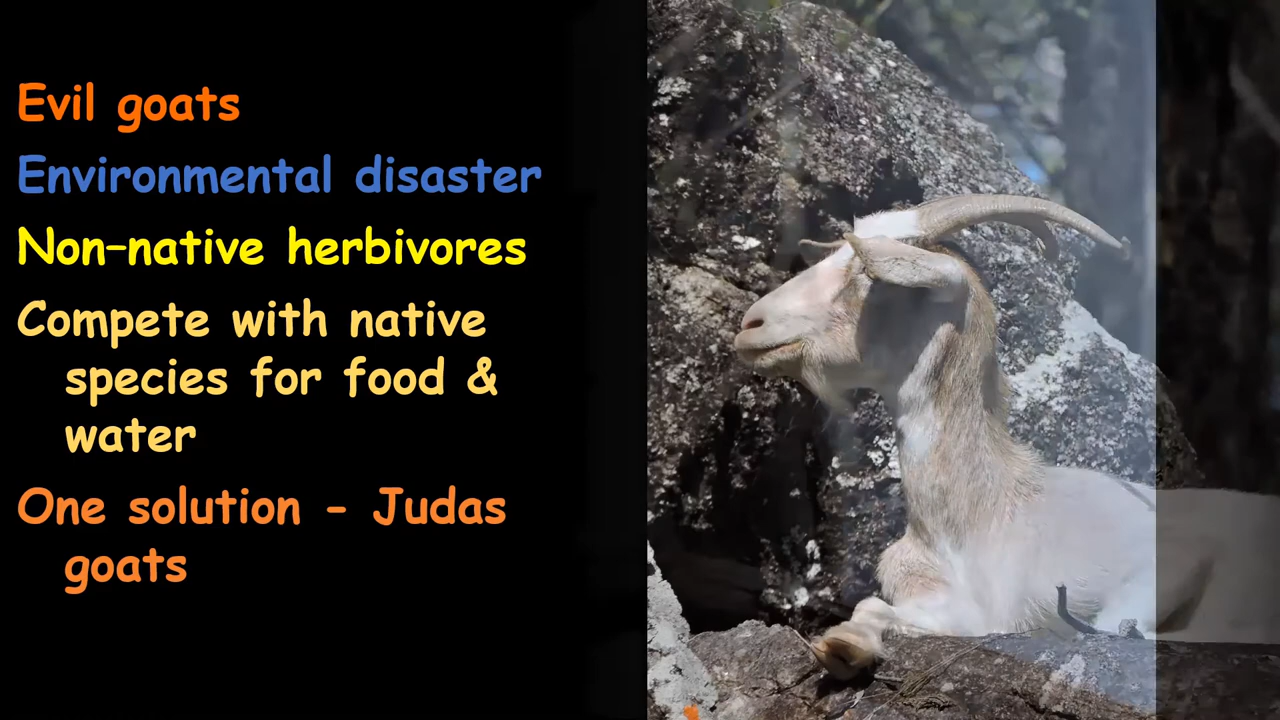 Evil goats
Environmental disaster
Non-native herbivores
Compete with native
species for food &
water
One solution - Judas
goats